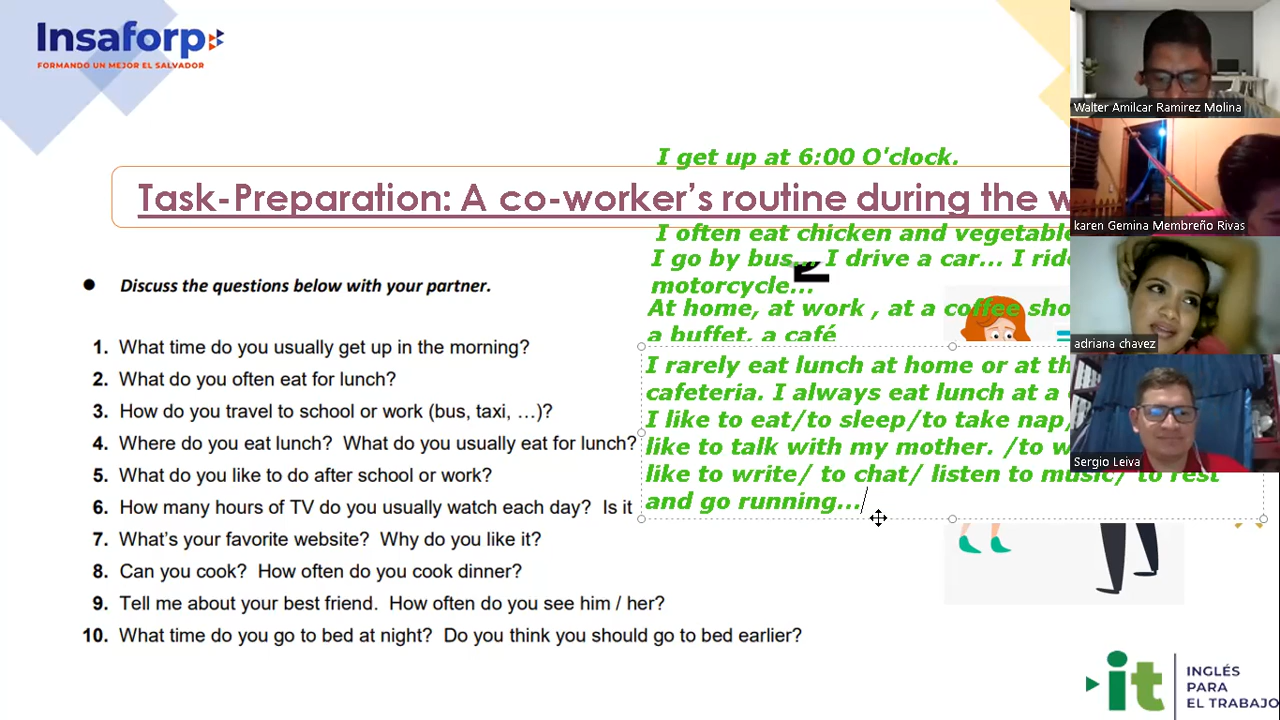 Insaforp
FORMANDO UN MEJOR EL SALVADOR
I get up at 6:00 O'clock.
Task-Preparation: A co-worker's routine during the
I often eat chicken and
I go by bus... I drive a car... I
motorcycle...
At home, at work , at a coffee
a buffet, a café
Discuss the questions below with your partner.
1. What time do you usually get up in the morning?
2. What do you often eat for lunch?
3. How do you travel to school or work (bus, taxi, …)?
4. Where do you eat lunch? What do you usually eat for lunch?
5. What do you like to do after school or work?
6. How many hours of TV do you usually watch each day? Is it
7. What's your favorite website? Why do you like it?
8. Can you cook? How often do you cook dinner?
9. Tell me about your best friend. How often do you see him / her?
10. What time do you go to bed at night? Do you think you should go to bed earlier?
I rarely eat lunch at home or at
cafeteria. I always eat lunch at a
I like to eat/to sleep/to take nap/
like to talk with my mother. /to
like to write/ to chat/ listen to music/ to rest
and go running...
Walter Amilcar Ramirez Molina
karen Gemina Membreño Rivas
adriana chavez
Sergio Leiva
it
INGLÉS
PARA
EL TRABAJO